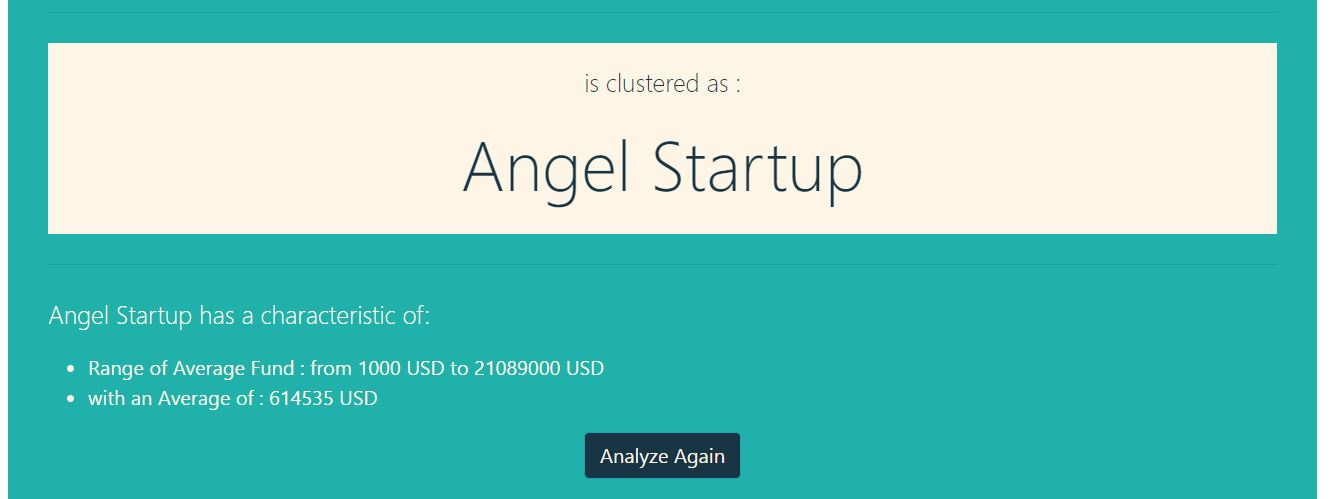 is clustered as :
Angel Startup
Angel Startup has a characteristic of:
• Range of Average Fund : from 1000 USD to 21089000 USD
• with an Average of : 614535 USD
Analyze Again